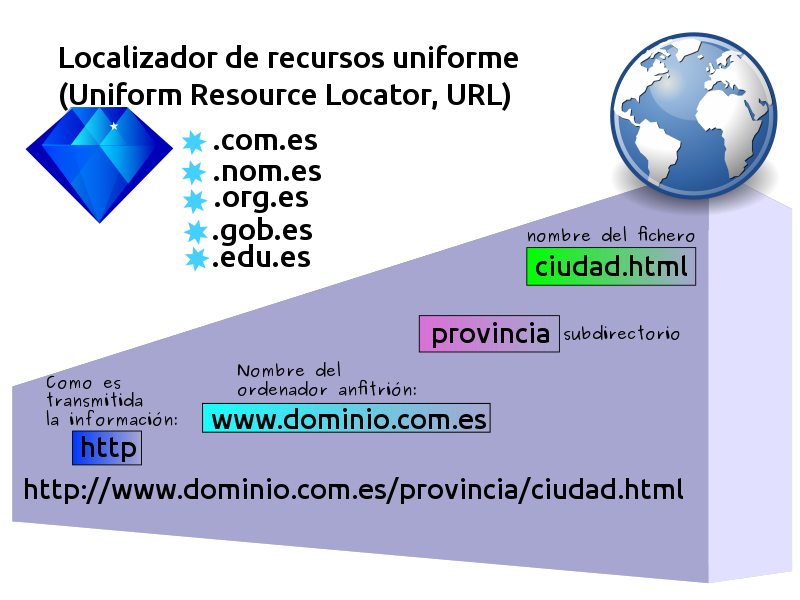 Localizador de recursos uniforme
(Uniform Resource Locator, URL)
.com.es
.nom.es
.org.es
.gob.es
.edu.es
nombre del fichero
ciudad.html
provincia
subdirectorio
Nombre del
ordenador anfitrión:
www.dominio.com.es
Como es
transmitida
la información:
http
http://www.dominio.com.es/provincia/ciudad.html